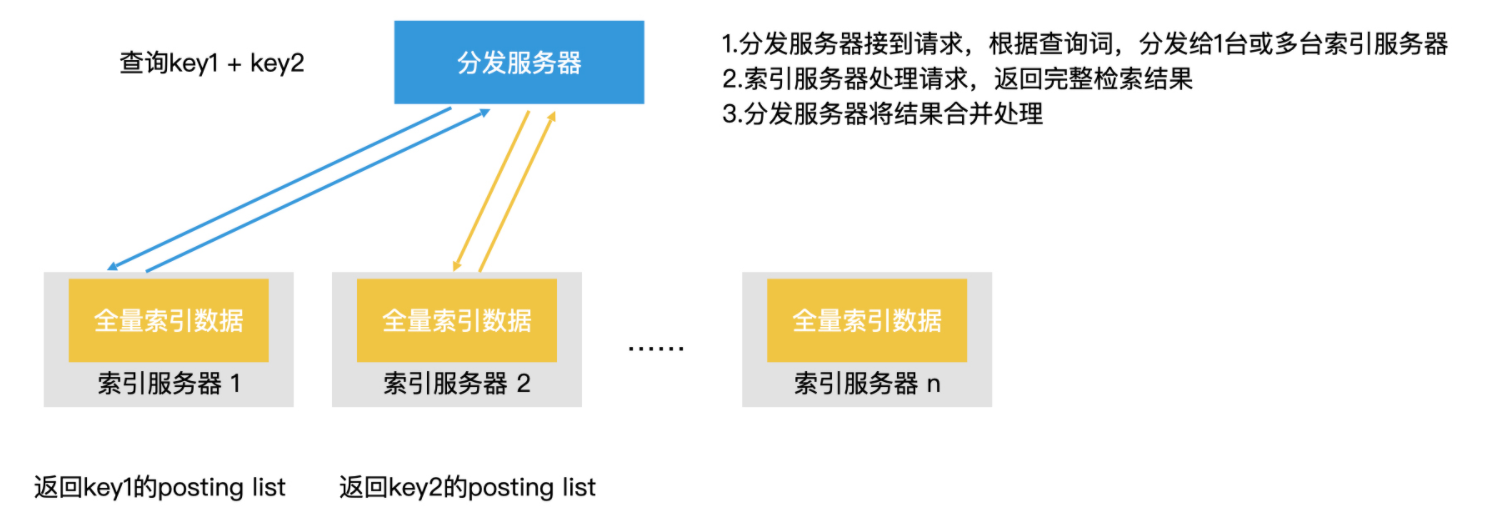 查询key1 + key2
分发服务器
1.分发服务器接到请求，根据查询词，分发给1台或多台索引服务器
2.索引服务器处理请求，返回完整检索结果
3.分发服务器将结果合并处理
全量索引数据
索引服务器 1
全量索引数据
索引服务器 2
……
全量索引数据
索引服务器 n
返回key1的posting list
返回key2的posting list